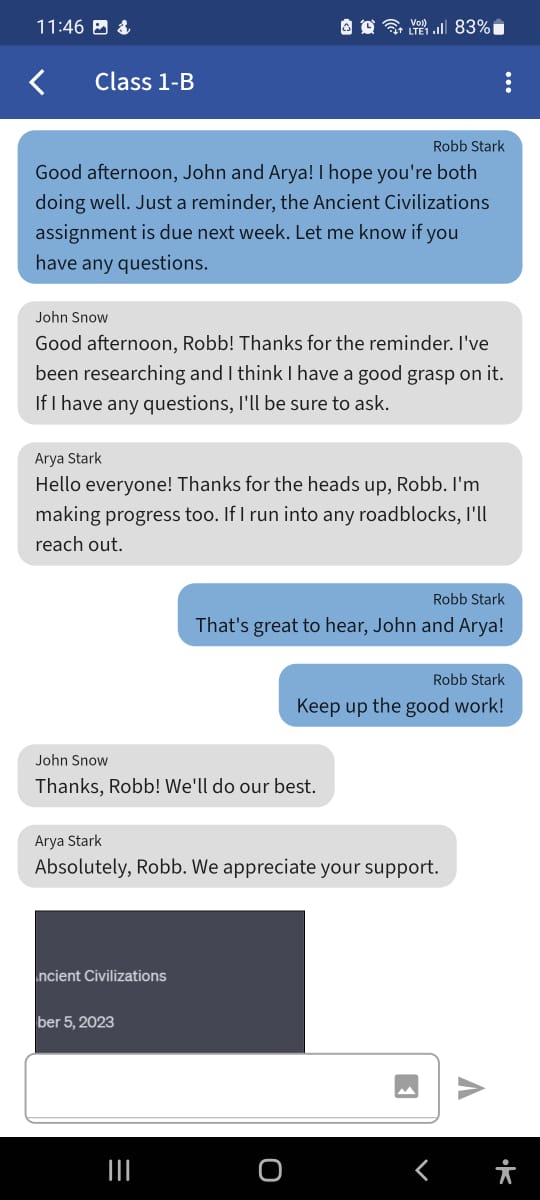 11:46
Vo)) LTE1 83%
Class 1-B
Robb Stark
Good afternoon, John and Arya! I hope you're both
doing well. Just a reminder, the Ancient Civilizations
assignment is due next week. Let me know if you
have any questions.
John Snow
Good afternoon, Robb! Thanks for the reminder. I've
been researching and I think I have a good grasp on it.
If I have any questions, I'll be sure to ask.
Arya Stark
Hello everyone! Thanks for the heads up, Robb. I'm
making progress too. If I run into any roadblocks, I'll
reach out.
Robb Stark
That's great to hear, John and Arya!
Robb Stark
Keep up the good work!
John Snow
Thanks, Robb! We'll do our best.
Arya Stark
Absolutely, Robb. We appreciate your support.
ncient Civilizations
ber 5, 2023